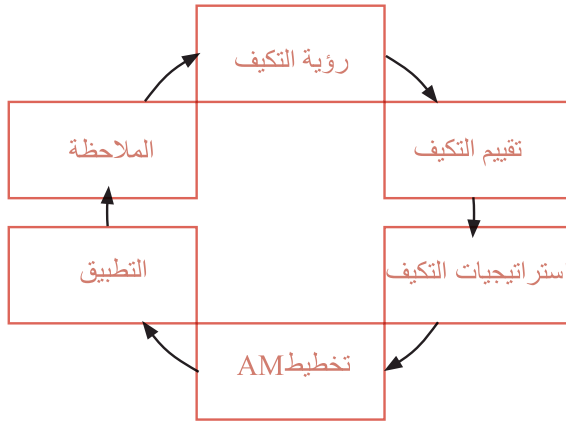 رؤية التكيف
تقييم التكيف
ستراتيجيات التكيف
تخطيطAM
التطبيق
الملاحظة